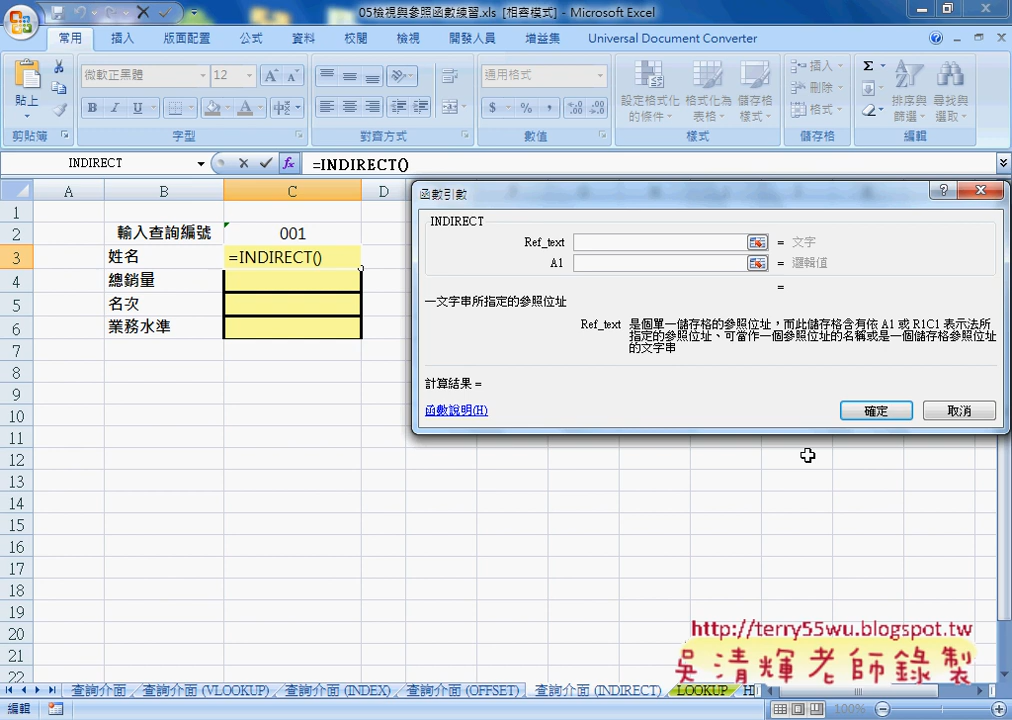 05檢視與參照函數練習.xls [相容模式] - Microsoft Excel
常用 插入 版面配置 公式 資料 校閱 檢視 開發人員 增益集 Universal Document Converter
貼上 微軟正黑體 12 通用格式 設定格式化的條件 格式化為表格 儲存格樣式 插入 刪除 格式 排序與篩選 尋找與選取
B I U A 中 $ % ,
剪貼簿 字型 對齊方式 數值 樣式 儲存格 編輯
INDIRECT fx =INDIRECT()
A B C D
1
2 輸入查詢編號 001
3 姓名 =INDIRECT()
4 總銷量
5 名次
6 業務水準
7
8
9
10
11
12
13
14
15
16
17
18
19
20
21
22
函數引數
INDIRECT
Ref_text = 文字
A1 = 邏輯值
=
一文字串所指定的參照位址
Ref_text 是個單一儲存格的參照位址，而此儲存格含有依 A1 或 R1C1 表示法所
指定的參照位址、可當作一個參照位址的名稱或是一個儲存格參照位址
的文字串
計算結果 =
函數說明(H) 確定 取消
http://terry55wu.blogspot.tw
吳清輝老師錄製
查詢介面 查詢介面 (VLOOKUP) 查詢介面 (INDEX) 查詢介面 (OFFSET) 查詢介面 (INDIRECT) LOOKUP
編輯 100%